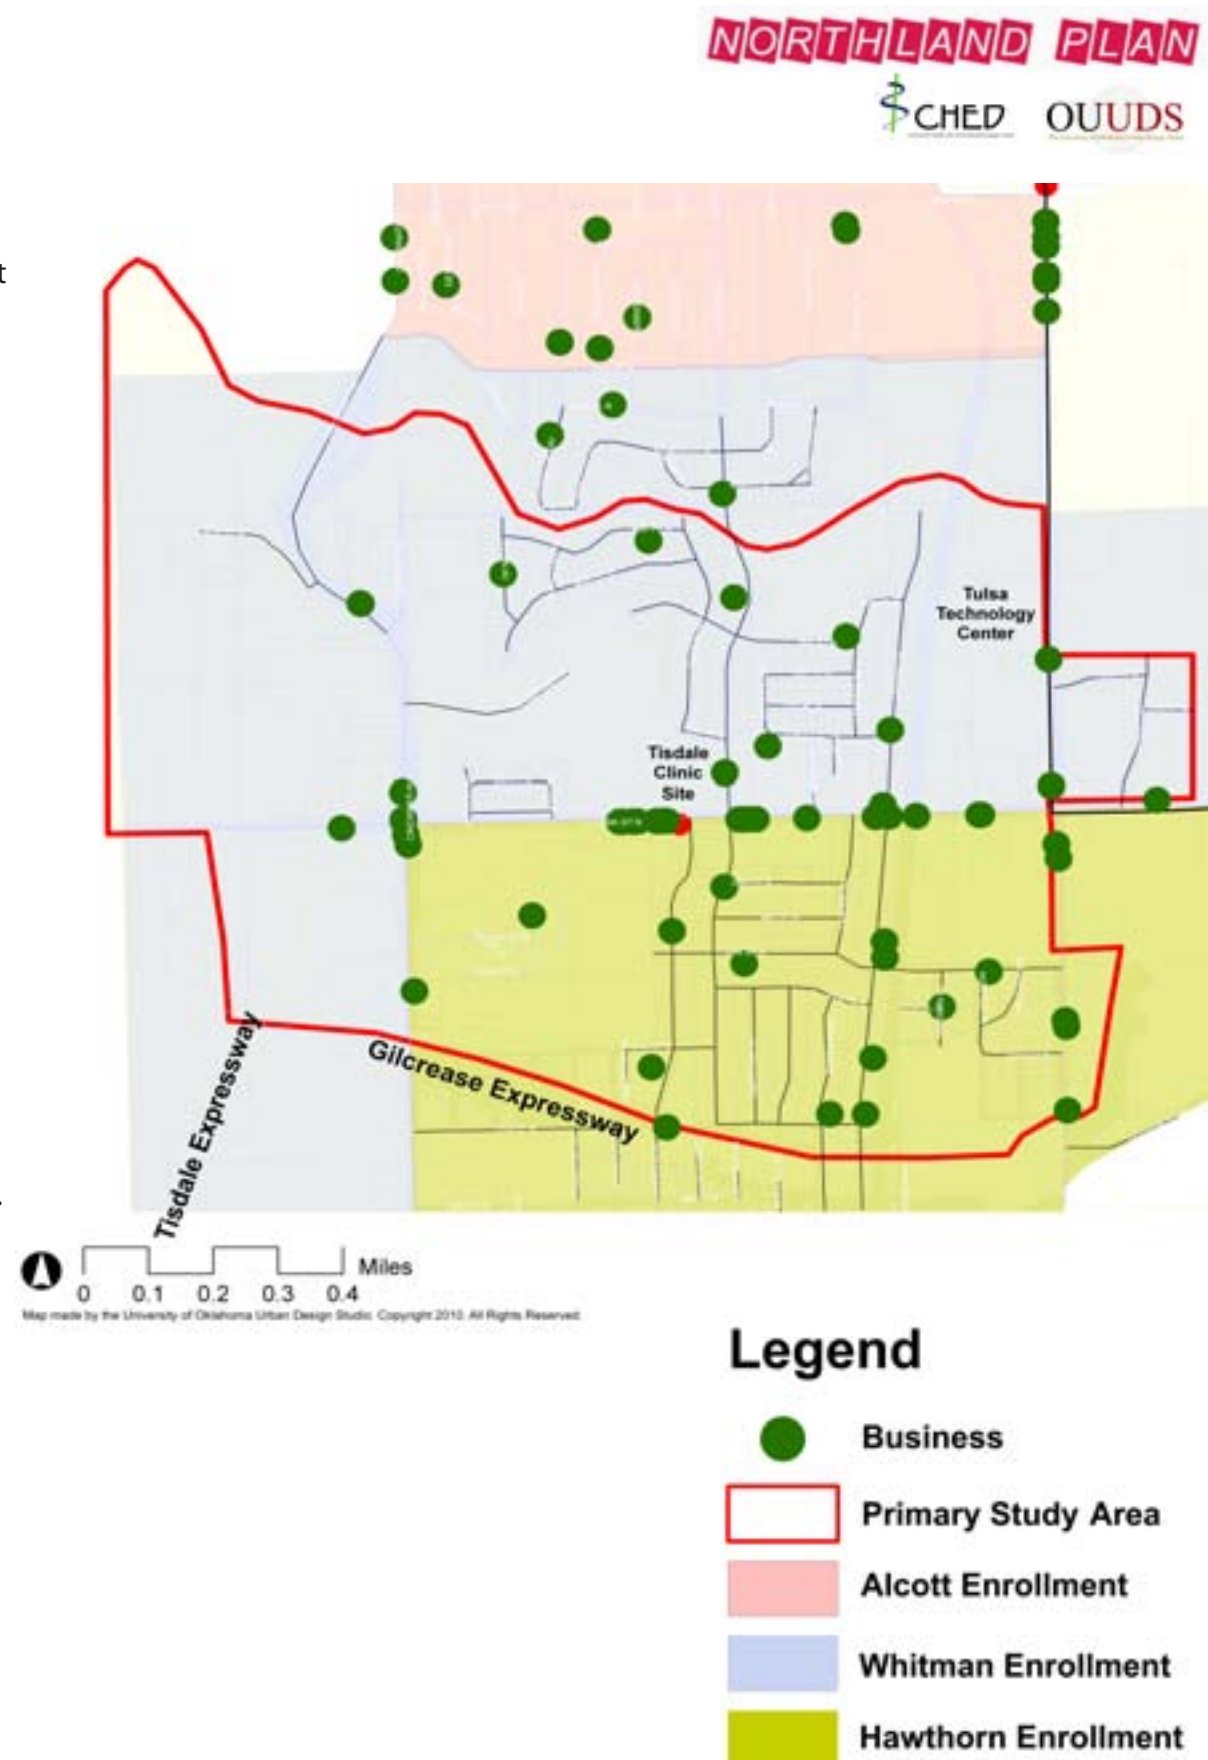 NORTHLAND PLAN
CHED
OUUDS
t
Tulsa
Technology
Center
Tisdale
Clinic
Site
Gilcrease Expressway
Tisdale Expressway
.
Miles
0 0.1 0.2 0.3 0.4
Map made by the University of Oklahoma Urban Design Studio. Copyright 2010. All Rights Reserved.
Legend
Business
Primary Study Area
Alcott Enrollment
Whitman Enrollment
Hawthorn Enrollment